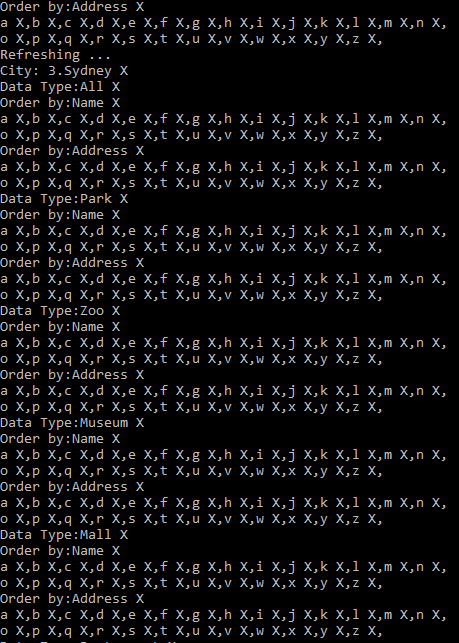 Order by:Address X
a X,b X,c X,d X,e X,f X,g X,h X,i X,j X,k X,l X,m X,n X,
o X,p X,q X,r X,s X,t X,u X,v X,w X,x X,y X,z X,
Refreshing ...
City: 3.Sydney X
Data Type:All X
Order by:Name X
a X,b X,c X,d X,e X,f X,g X,h X,i X,j X,k X,l X,m X,n X,
o X,p X,q X,r X,s X,t X,u X,v X,w X,x X,y X,z X,
Order by:Address X
a X,b X,c X,d X,e X,f X,g X,h X,i X,j X,k X,l X,m X,n X,
o X,p X,q X,r X,s X,t X,u X,v X,w X,x X,y X,z X,
Data Type:Park X
Order by:Name X
a X,b X,c X,d X,e X,f X,g X,h X,i X,j X,k X,l X,m X,n X,
o X,p X,q X,r X,s X,t X,u X,v X,w X,x X,y X,z X,
Order by:Address X
a X,b X,c X,d X,e X,f X,g X,h X,i X,j X,k X,l X,m X,n X,
o X,p X,q X,r X,s X,t X,u X,v X,w X,x X,y X,z X,
Data Type:Zoo X
Order by:Name X
a X,b X,c X,d X,e X,f X,g X,h X,i X,j X,k X,l X,m X,n X,
o X,p X,q X,r X,s X,t X,u X,v X,w X,x X,y X,z X,
Order by:Address X
a X,b X,c X,d X,e X,f X,g X,h X,i X,j X,k X,l X,m X,n X,
o X,p X,q X,r X,s X,t X,u X,v X,w X,x X,y X,z X,
Data Type:Museum X
Order by:Name X
a X,b X,c X,d X,e X,f X,g X,h X,i X,j X,k X,l X,m X,n X,
o X,p X,q X,r X,s X,t X,u X,v X,w X,x X,y X,z X,
Order by:Address X
a X,b X,c X,d X,e X,f X,g X,h X,i X,j X,k X,l X,m X,n X,
o X,p X,q X,r X,s X,t X,u X,v X,w X,x X,y X,z X,
Data Type:Mall X
Order by:Name X
a X,b X,c X,d X,e X,f X,g X,h X,i X,j X,k X,l X,m X,n X,
o X,p X,q X,r X,s X,t X,u X,v X,w X,x X,y X,z X,
Order by:Address X
a X,b X,c X,d X,e X,f X,g X,h X,i X,j X,k X,l X,m X,n X,
o X,p X,q X,r X,s X,t X,u X,v X,w X,x X,y X,z X,